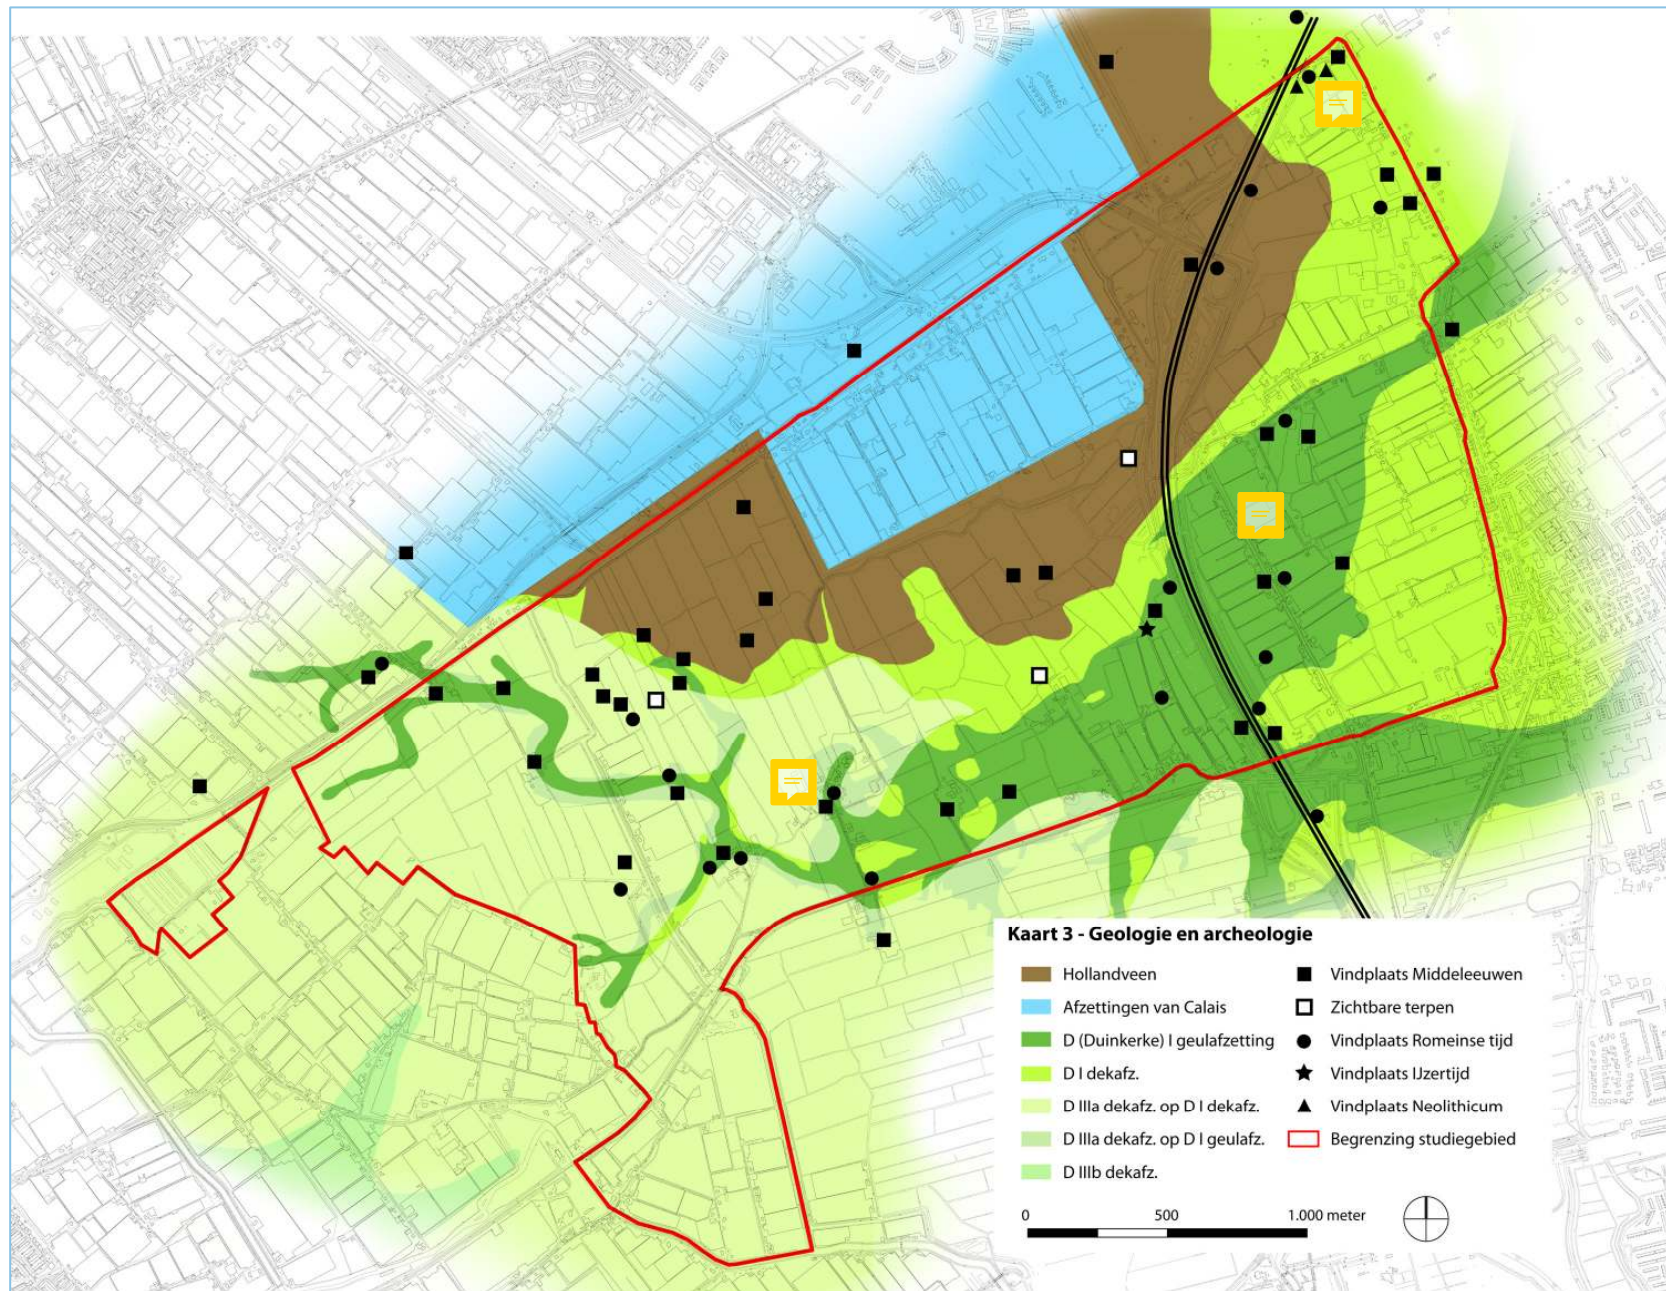 Kaart 3 - Geologie en archeologie
Hollandveen
Afzettingen van Calais
D (Duinkerke) I geulafzetting
D I dekafz.
D IIIa dekafz. op D I dekafz.
D IIIa dekafz. op D I geulafz.
D IIIb dekafz.
Vindplaats Middeleeuwen
Zichtbare terpen
Vindplaats Romeinse tijd
Vindplaats IJzertijd
Vindplaats Neolithicum
Begrenzing studiegebied
0 500 1.000 meter